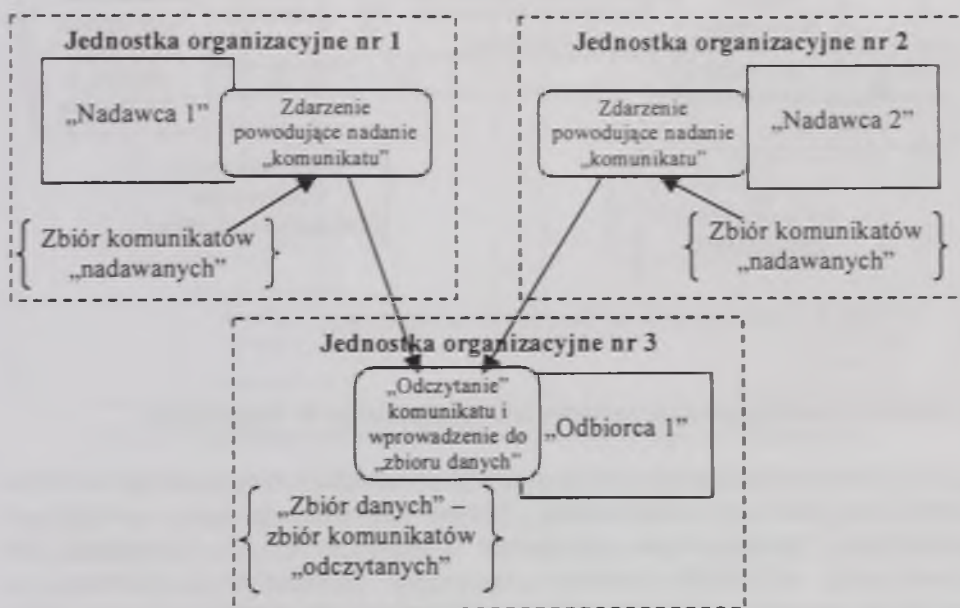 Jednostka organizacyjne nr 1
„Nadawca 1”
Zdarzenie
powodujące nadanie
„komunikatu”
Zbiór komunikatów
„nadawanych”
Jednostka organizacyjne nr 2
Zdarzenie
powodujące nadanie
„komunikatu”
„Nadawca 2”
Zbiór komunikatów
„nadawanych”
Jednostka organizacyjne nr 3
„Odczytanie”
komunikatu i
wprowadzenie do
„zbioru danych”
„Odbiorca 1”
„Zbiór danych” –
zbiór komunikatów
„odczytanych”